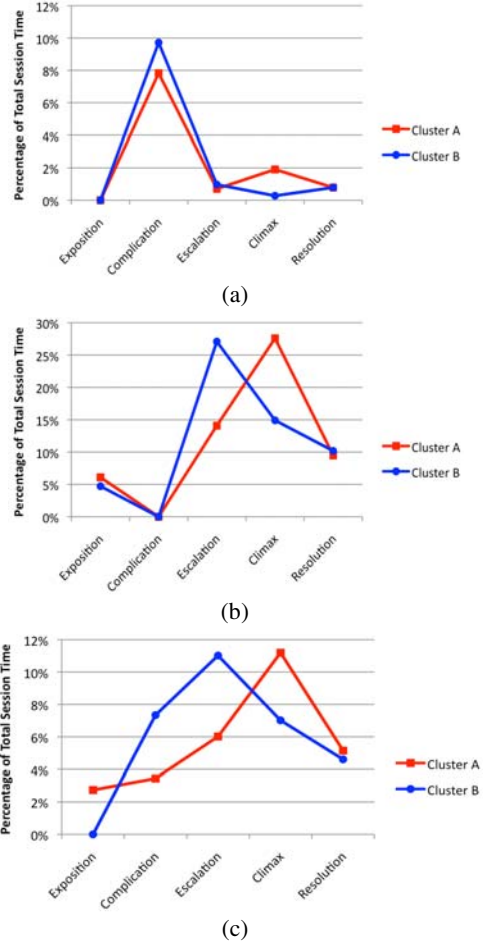 12%
10%
8%
6%
4%
2%
0%
Percentage of Total Session Time
Exposition
Complication
Escalation
Climax
Resolution
Cluster A
Cluster B
(a)
30%
25%
20%
15%
10%
5%
0%
Percentage of Total Session Time
Exposition
Complication
Escalation
Climax
Resolution
Cluster A
Cluster B
(b)
12%
10%
8%
6%
4%
2%
0%
Percentage of Total Session Time
Exposition
Complication
Escalation
Climax
Resolution
Cluster A
Cluster B
(c)